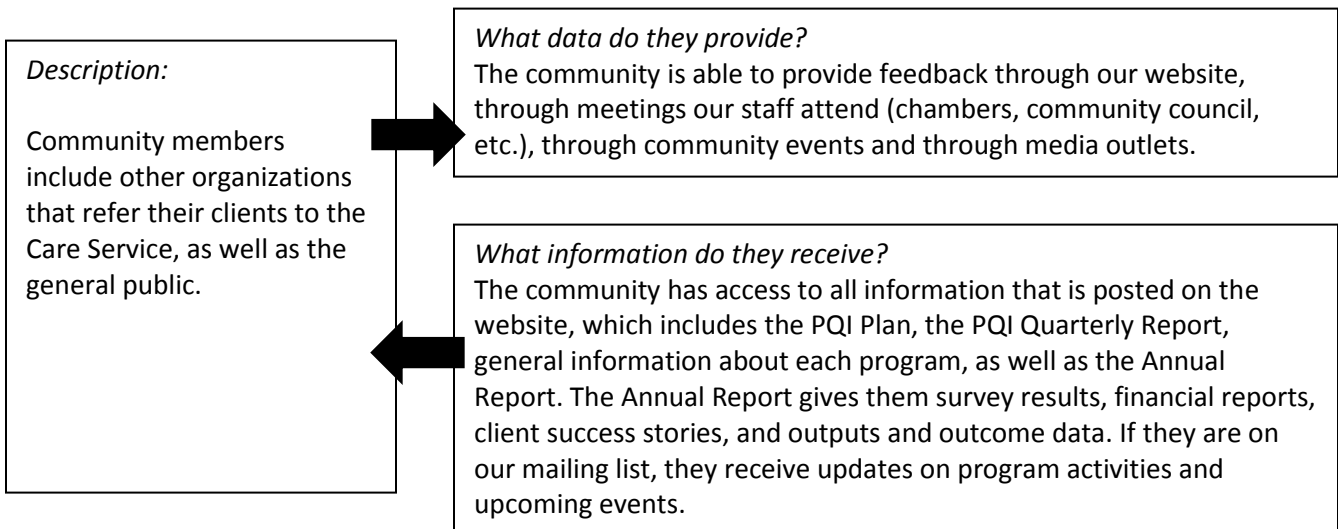 Description:
Community members
include other organizations
that refer their clients to the
Care Service, as well as the
general public.
What data do they provide?
The community is able to provide feedback through our website,
through meetings our staff attend (chambers, community council,
etc.), through community events and through media outlets.
What information do they receive?
The community has access to all information that is posted on the
website, which includes the PQI Plan, the PQI Quarterly Report,
general information about each program, as well as the Annual
Report. The Annual Report gives them survey results, financial reports,
client success stories, and outputs and outcome data. If they are on
our mailing list, they receive updates on program activities and
upcoming events.